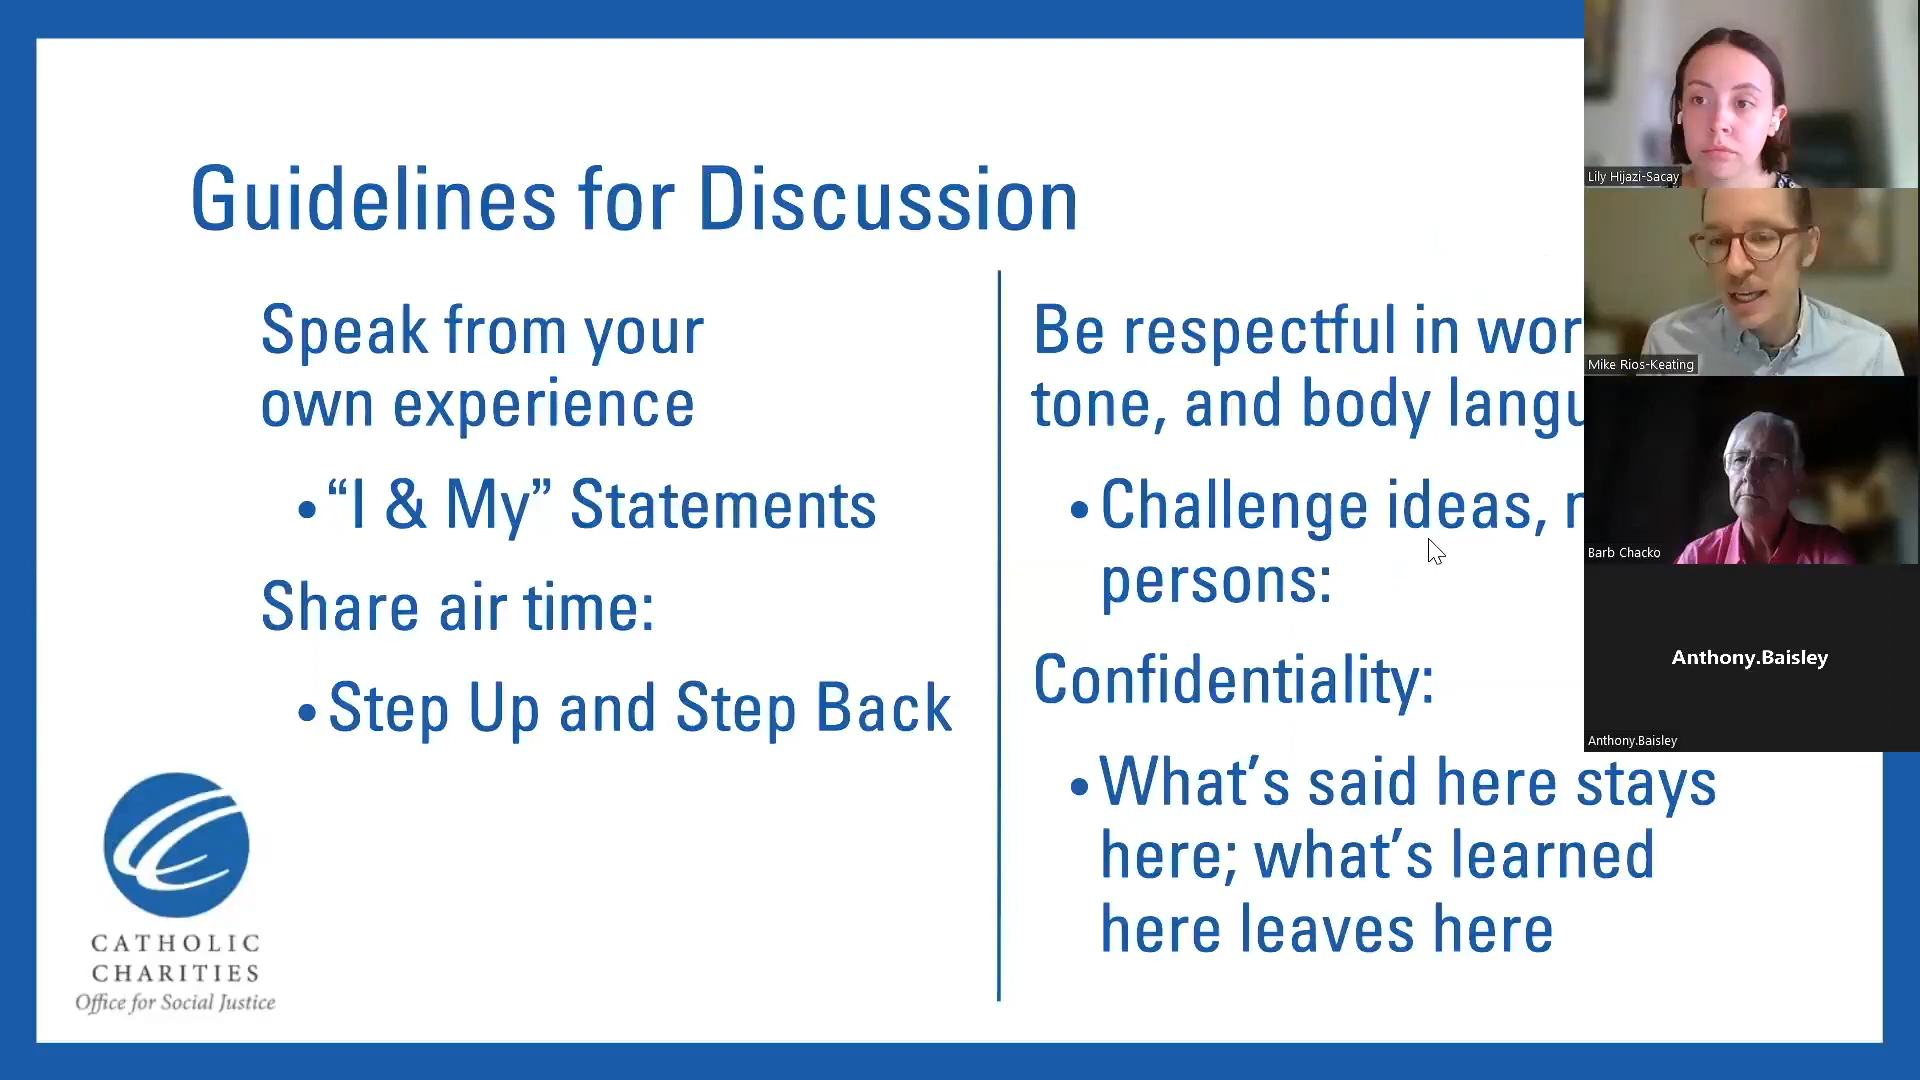 Guidelines for Discussion
Speak from your
own experience
• “I & My” Statements
Share air time:
• Step Up and Step Back
Be respectful in wor
tone, and body langu
• Challenge ideas,
persons:
Confidentiality:
• What’s said here stays
here; what’s learned
here leaves here
CATHOLIC
CHARITIES
Office for Social Justice
Lily Hijazi-Sacay
Mike Rios-Keating
Barb Chacko
Anthony.Baisley
Anthony.Baisley